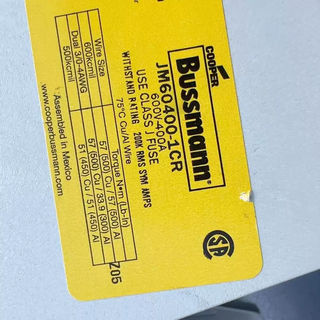 COOPER
Bussmann
JM60400-1CR
600V-400A
USE CLASS J FUSE
WITHSTAND RATING 200K RMS SYM AMPS
75°C Cu/Al Wire
Wire Size Torque N•m (Lb-In)
600kcmil 57 (500) Cu / 57 (500) Al
Dual 3/0-4AWG 57 (500) Cu / 33.9 (300) Al
500kcmil 51 (450) Cu / 51 (450) Al
Assembled in Mexico
www.cooperbussmann.com
Z05
SA